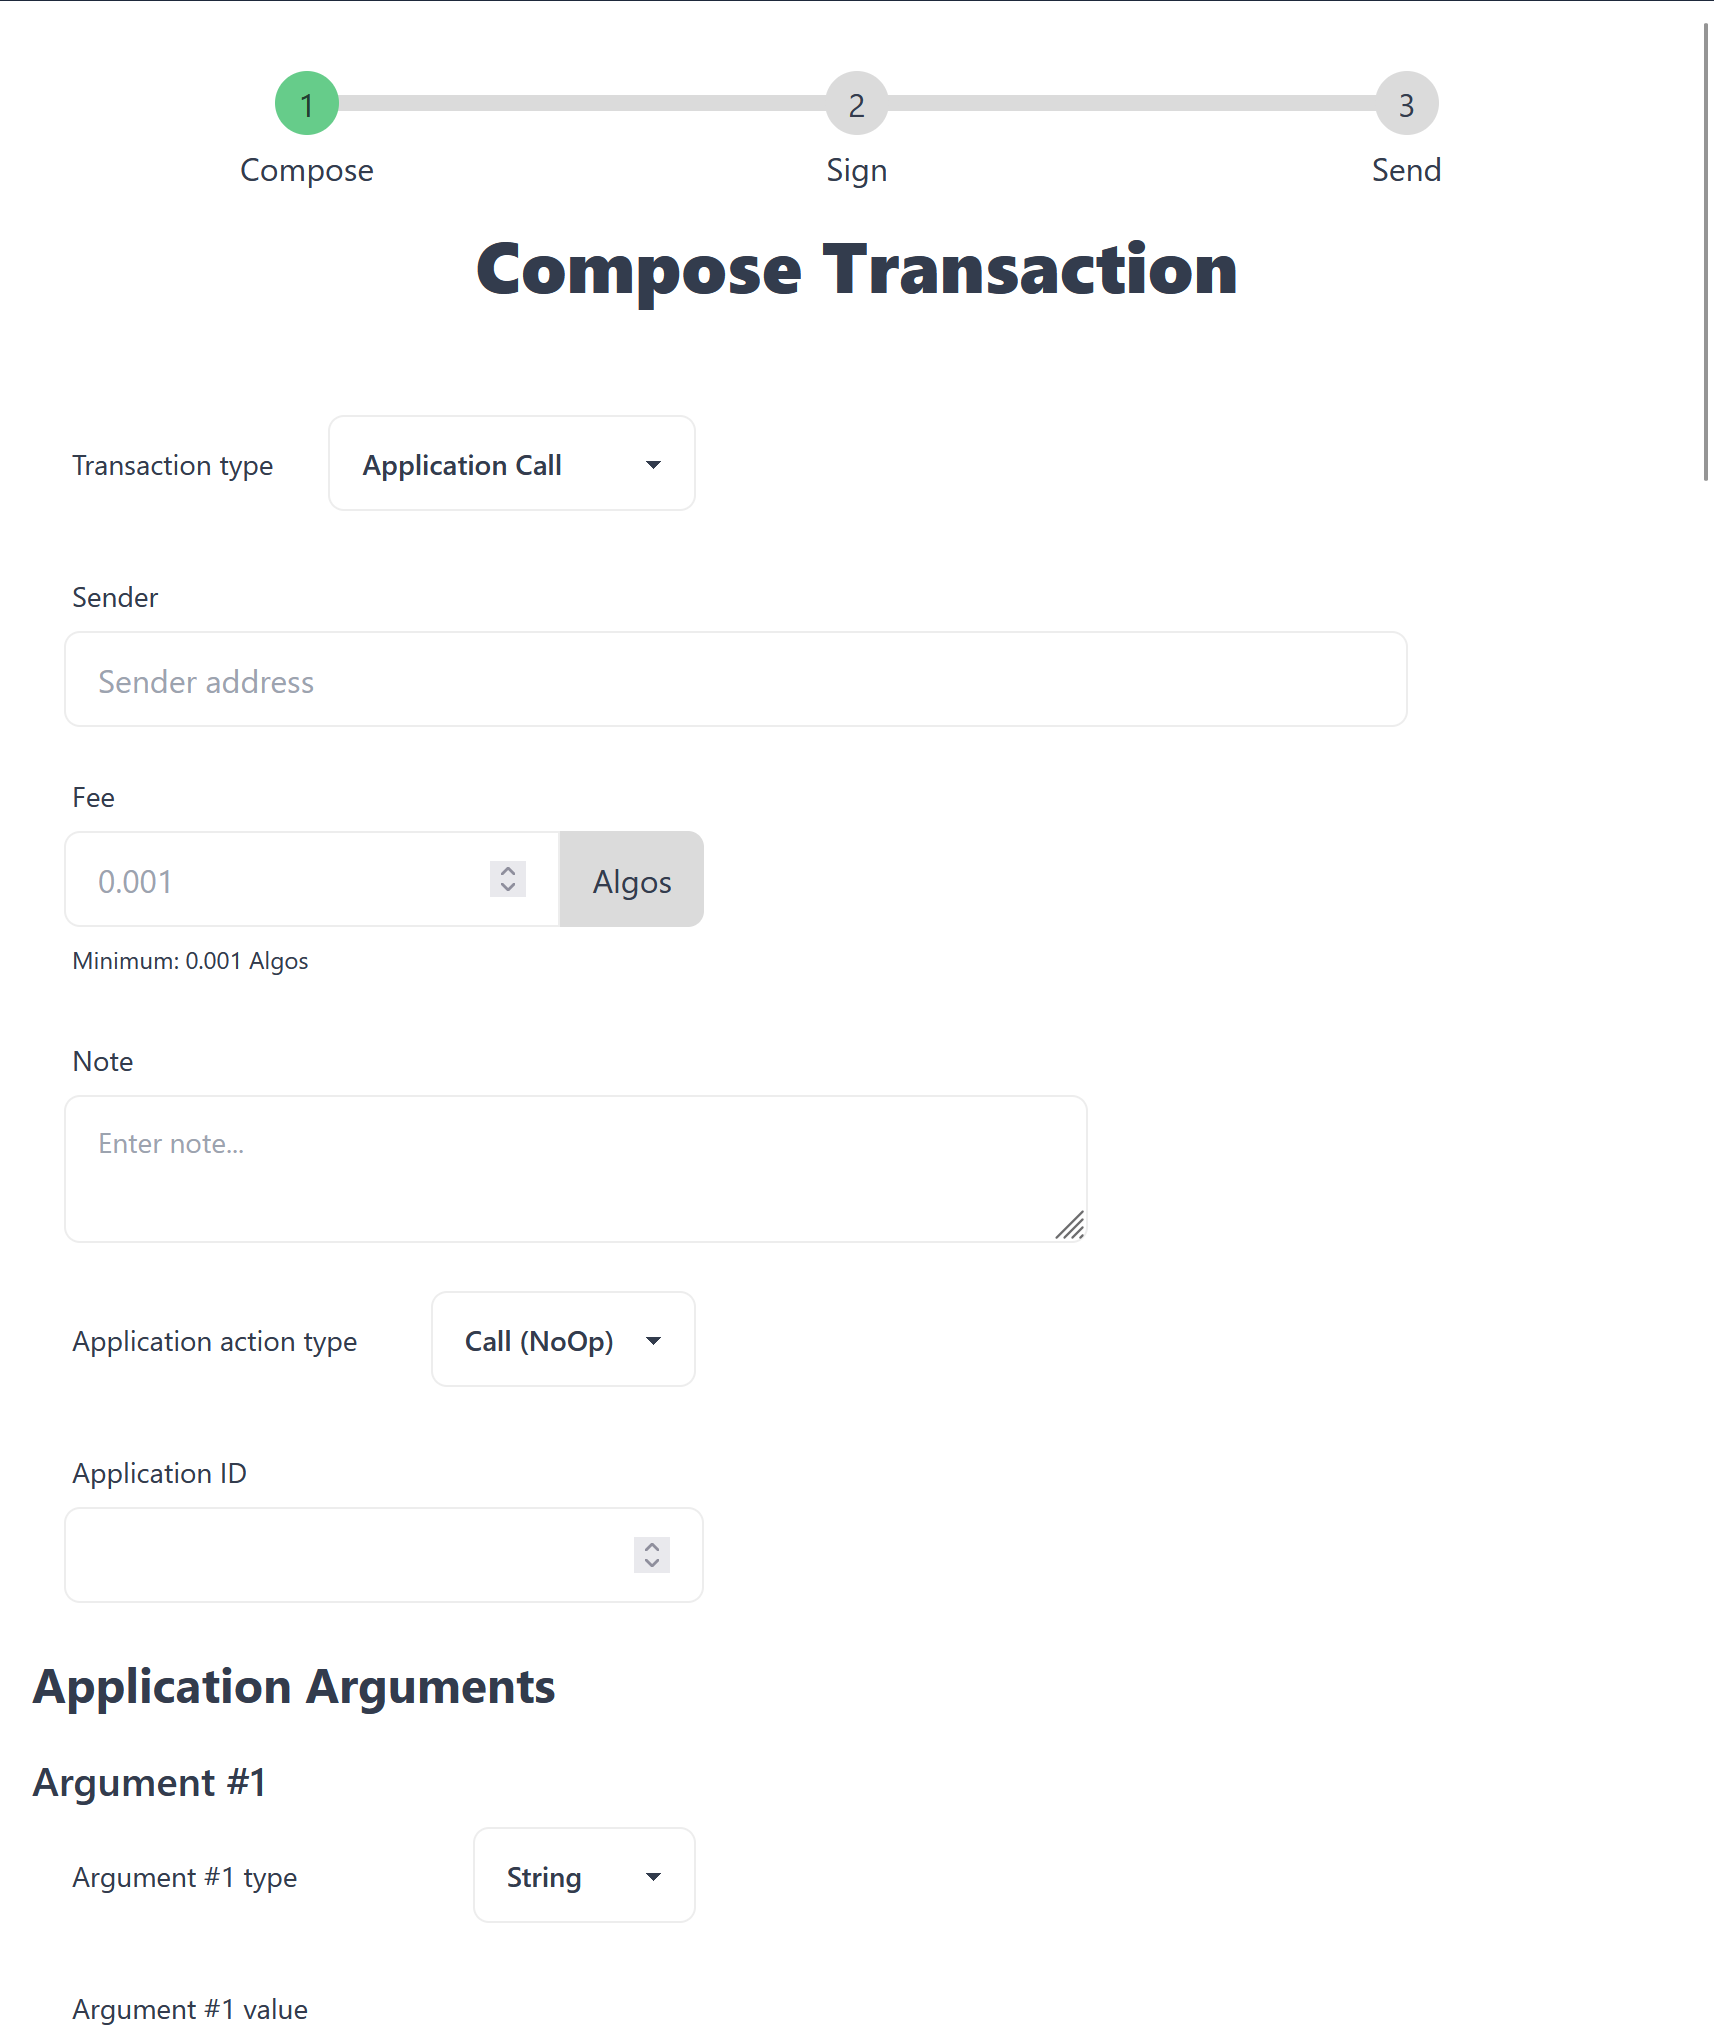 1
2
3
Compose
Sign
Send
Compose Transaction
Transaction type
Application Call
Sender
Sender address
Fee
0.001
Algos
Minimum: 0.001 Algos
Note
Enter note...
Application action type
Call (NoOp)
Application ID
Application Arguments
Argument #1
Argument #1 type
String
Argument #1 value